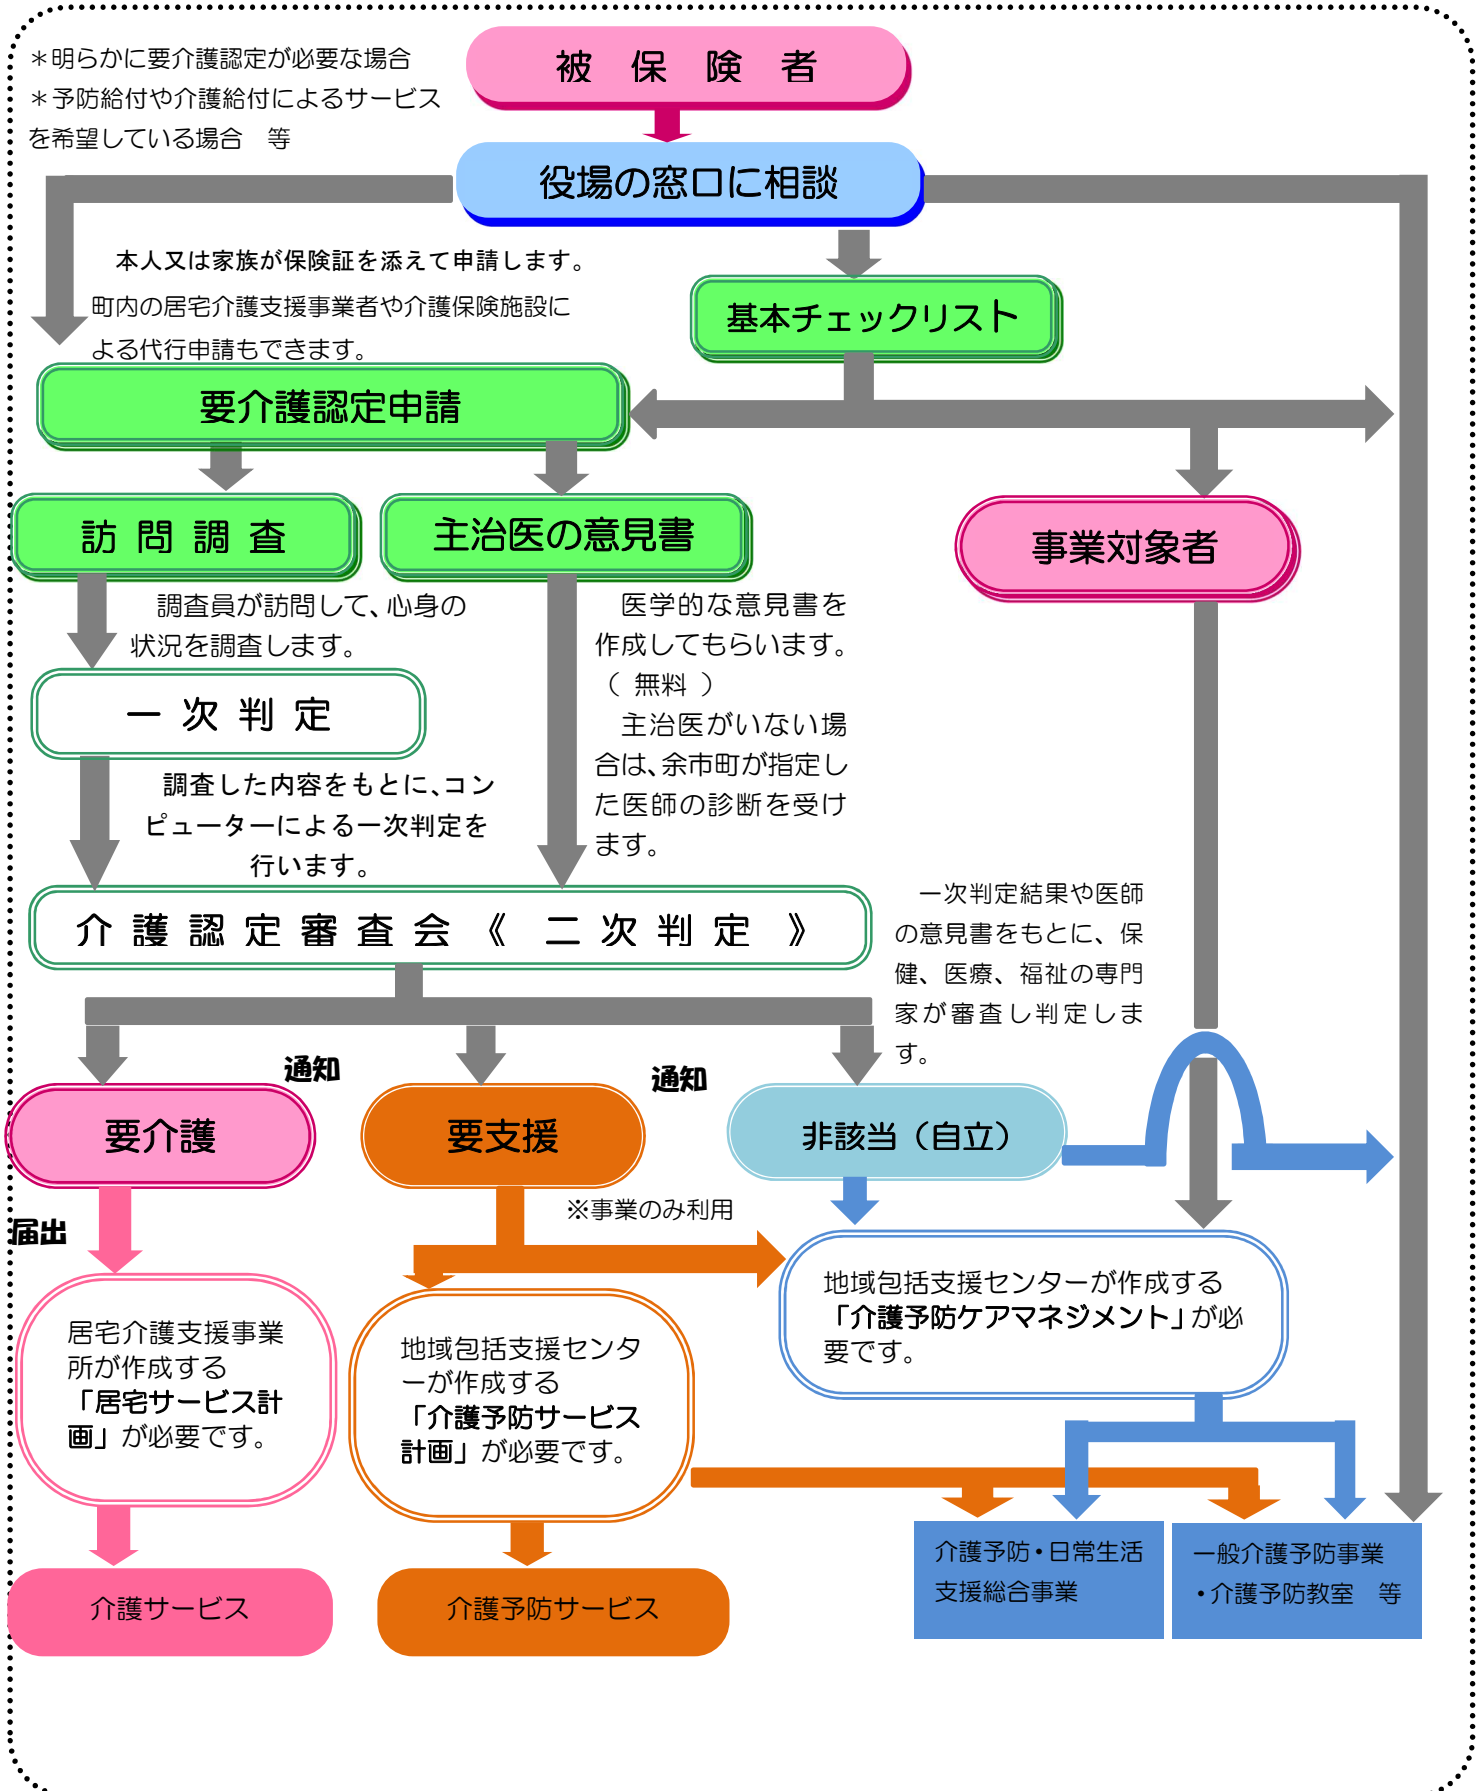 ＊明らかに要介護認定が必要な場合
＊予防給付や介護給付によるサービス
を希望している場合　等
被　保　険　者
役場の窓口に相談
本人又は家族が保険証を添えて申請します。
町内の居宅介護支援事業者や介護保険施設に
よる代行申請もできます。
基本チェックリスト
要介護認定申請
訪 問 調 査
主治医の意見書
事業対象者
調査員が訪問して、心身の
状況を調査します。
医学的な意見書を
作成してもらいます。
（ 無料 ）
主治医がいない場
合は、余市町が指定し
た医師の診断を受け
ます。
一 次 判 定
調査した内容をもとに、コン
ピューターによる一次判定を
行います。
介 護 認 定 審 査 会 《　二 次 判 定　》
一次判定結果や医師
の意見書をもとに、保
健、医療、福祉の専門
家が審査し判定しま
す。
通知
通知
要介護
要支援
非該当（自立）
届出
※事業のみ利用
居宅介護支援事業
所が作成する
「居宅サービス計
画」が必要です。
地域包括支援センタ
ーが作成する
「介護予防サービス
計画」が必要です。
地域包括支援センターが作成する
「介護予防ケアマネジメント」が必
要です。
介護サービス
介護予防サービス
介護予防・日常生活
支援総合事業
一般介護予防事業
・介護予防教室　等